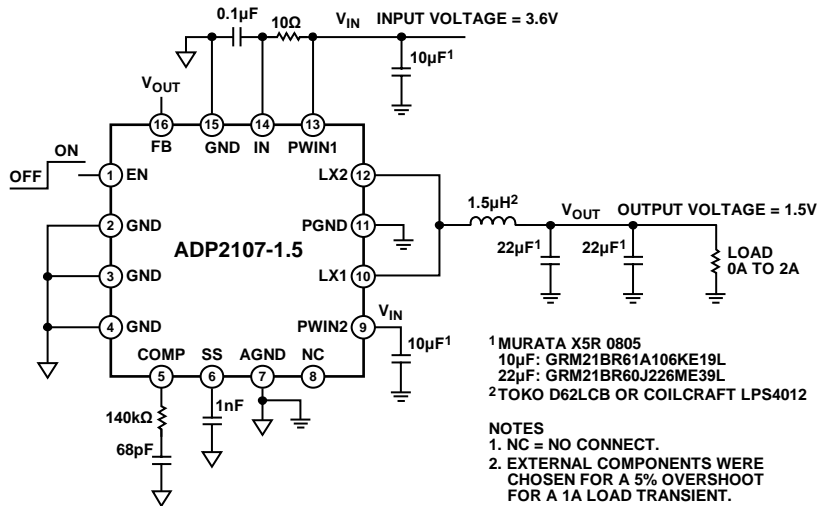 0.1µF
10Ω
VIN
INPUT VOLTAGE = 3.6V
10µF1
VOUT
16
15
14
13
FB
GND
IN
PWIN1
ON
OFF
1
EN
LX2
12
2
GND
PGND
11
ADP2107-1.5
3
GND
LX1
10
4
GND
PWIN2
9
VIN
10µF1
1.5µH2
VOUT
OUTPUT VOLTAGE = 1.5V
22µF1
22µF1
LOAD
0A TO 2A
COMP
SS
AGND
NC
5
6
7
8
140kΩ
1nF
68pF
1 MURATA X5R 0805
10µF: GRM21BR61A106KE19L
22µF: GRM21BR60J226ME39L
2 TOKO D62LCB OR COILCRAFT LPS4012
NOTES
1. NC = NO CONNECT.
2. EXTERNAL COMPONENTS WERE
CHOSEN FOR A 5% OVERSHOOT
FOR A 1A LOAD TRANSIENT.